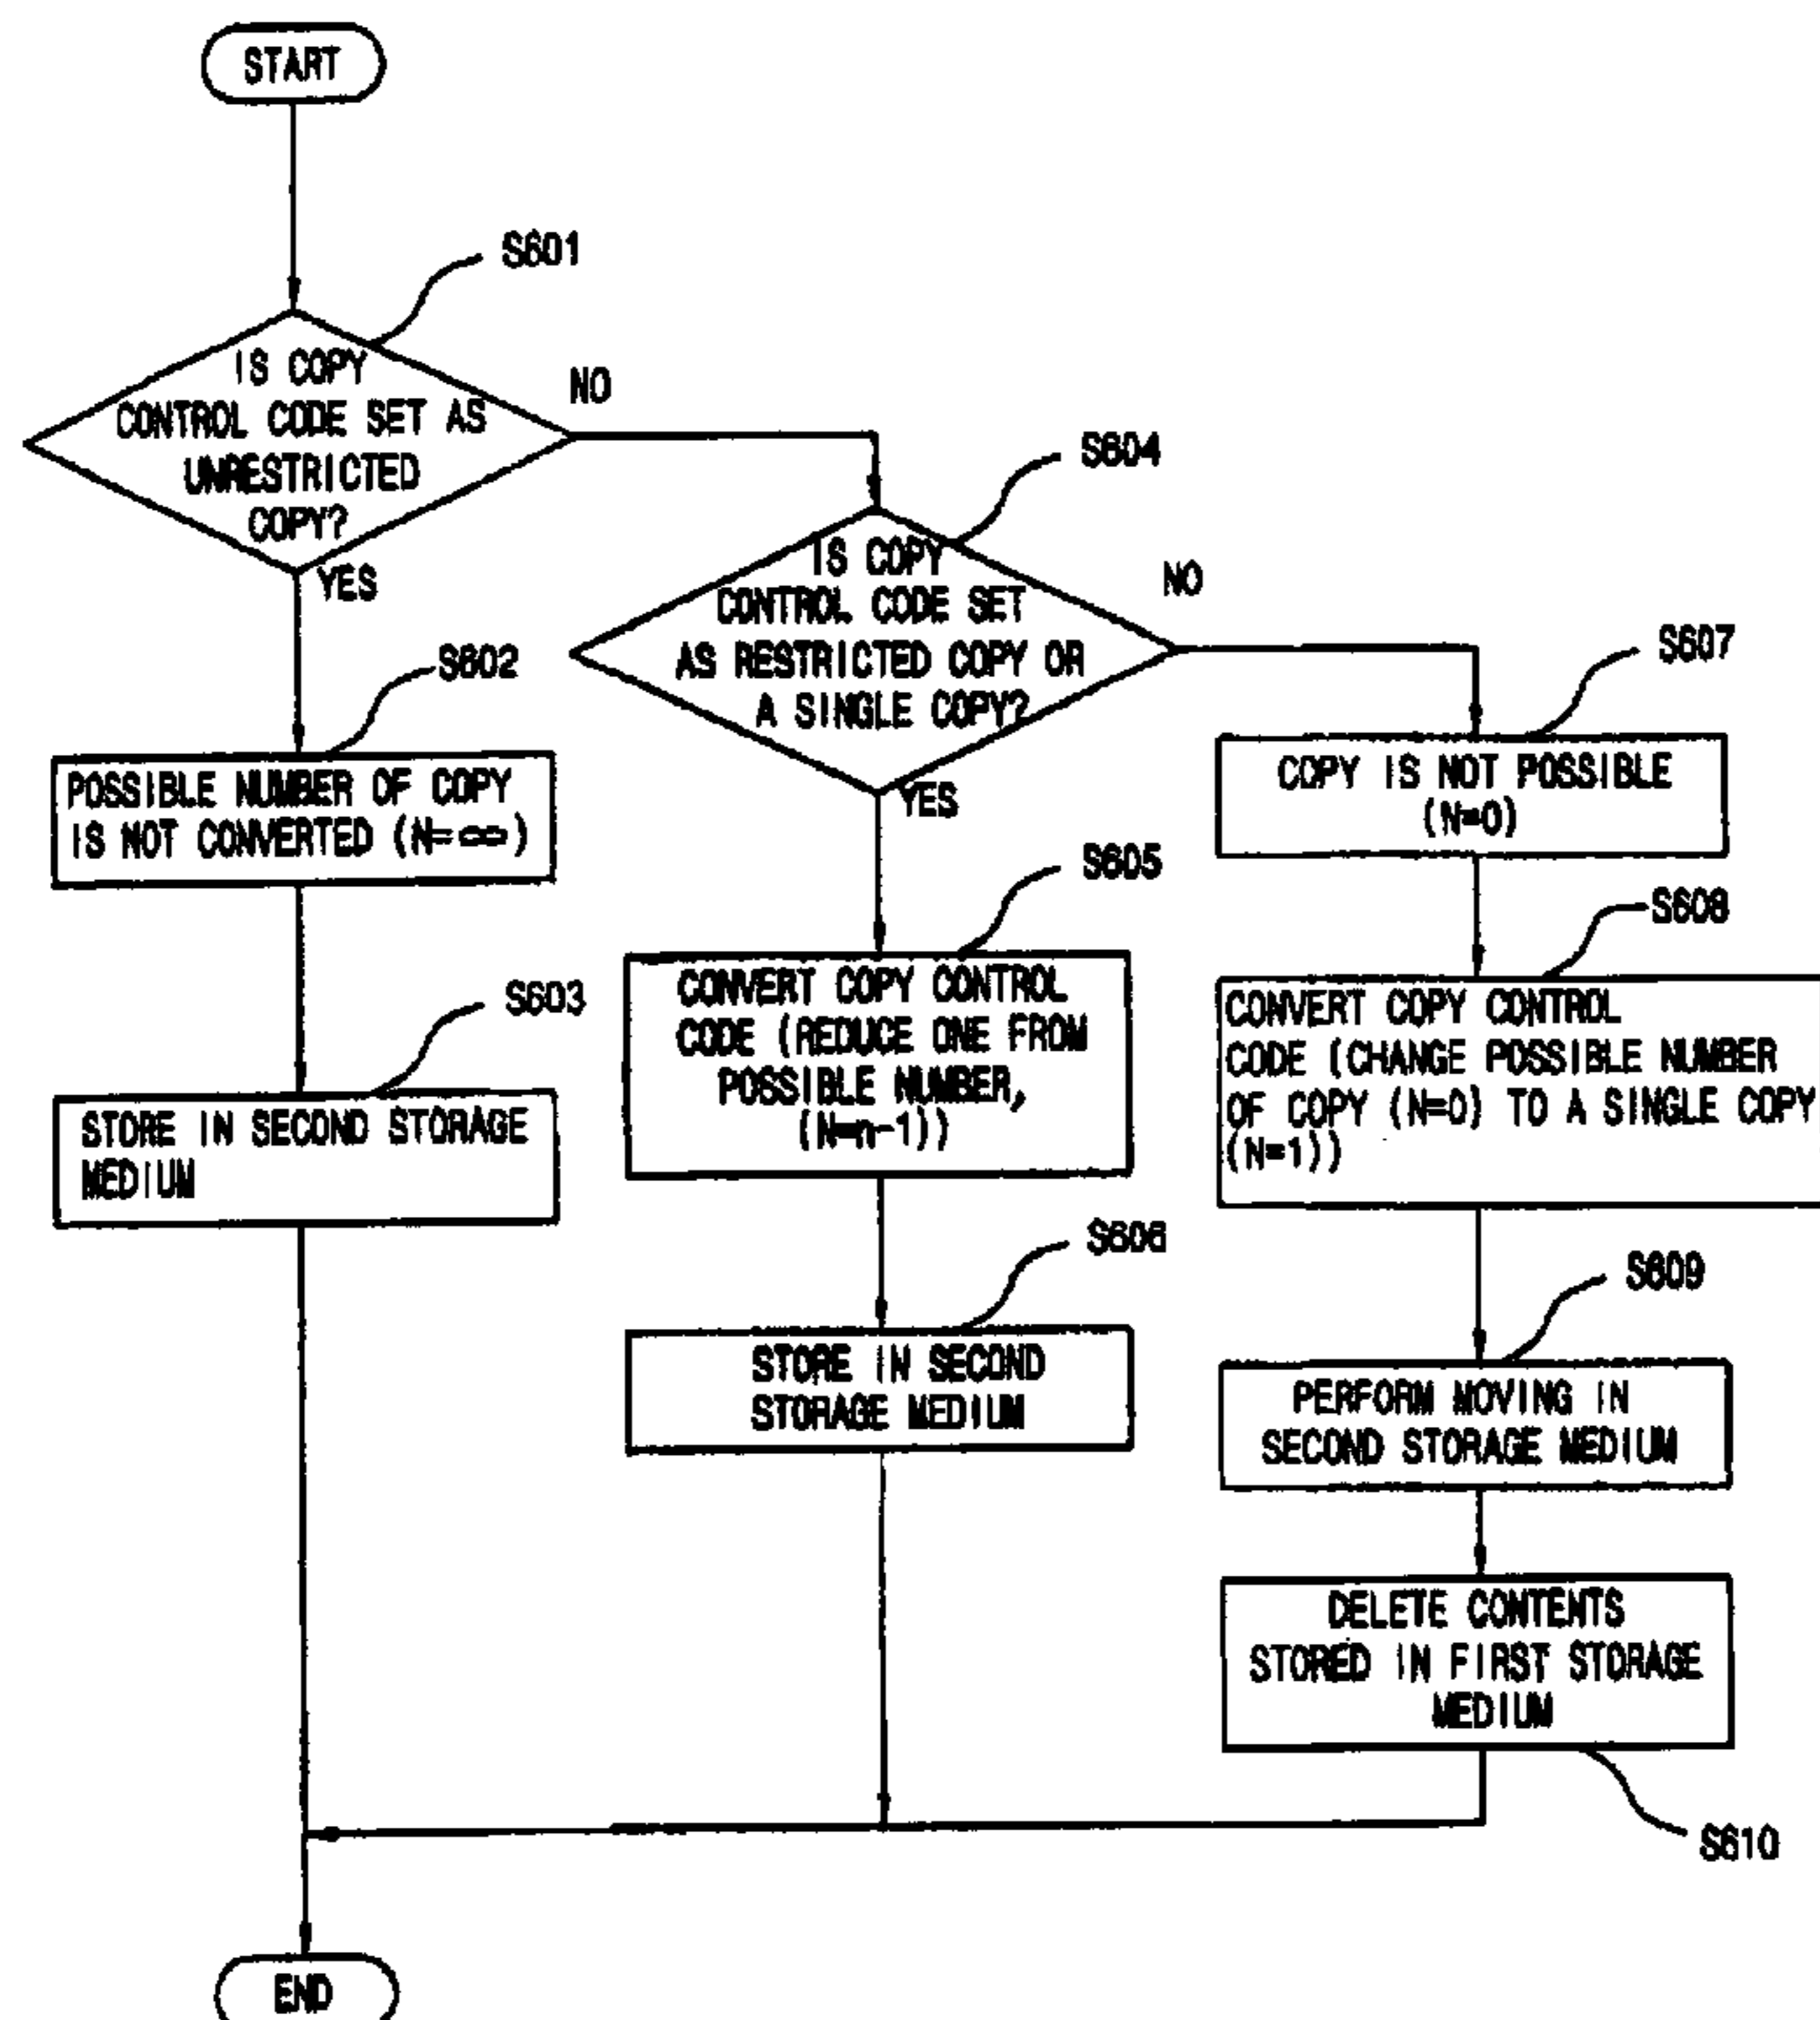 START
S601
IS COPY
CONTROL CODE SET AS
UNRESTRICTED
COPY?
NO
YES
S604
IS COPY
CONTROL CODE SET
AS RESTRICTED COPY OR
A SINGLE COPY?
NO
YES
S602
POSSIBLE NUMBER OF COPY
IS NOT CONVERTED (N=∞)
S603
STORE IN SECOND STORAGE
MEDIUM
S605
CONVERT COPY CONTROL
CODE (REDUCE ONE FROM
POSSIBLE NUMBER,
(N=n-1))
S606
STORE IN SECOND
STORAGE MEDIUM
S607
COPY IS NOT POSSIBLE
(N=0)
S608
CONVERT COPY CONTROL
CODE (CHANGE POSSIBLE NUMBER
OF COPY (N=0) TO A SINGLE COPY
(N=1))
S609
PERFORM MOVING IN
SECOND STORAGE MEDIUM
DELETE CONTENTS
STORED IN FIRST STORAGE
MEDIUM
S610
END